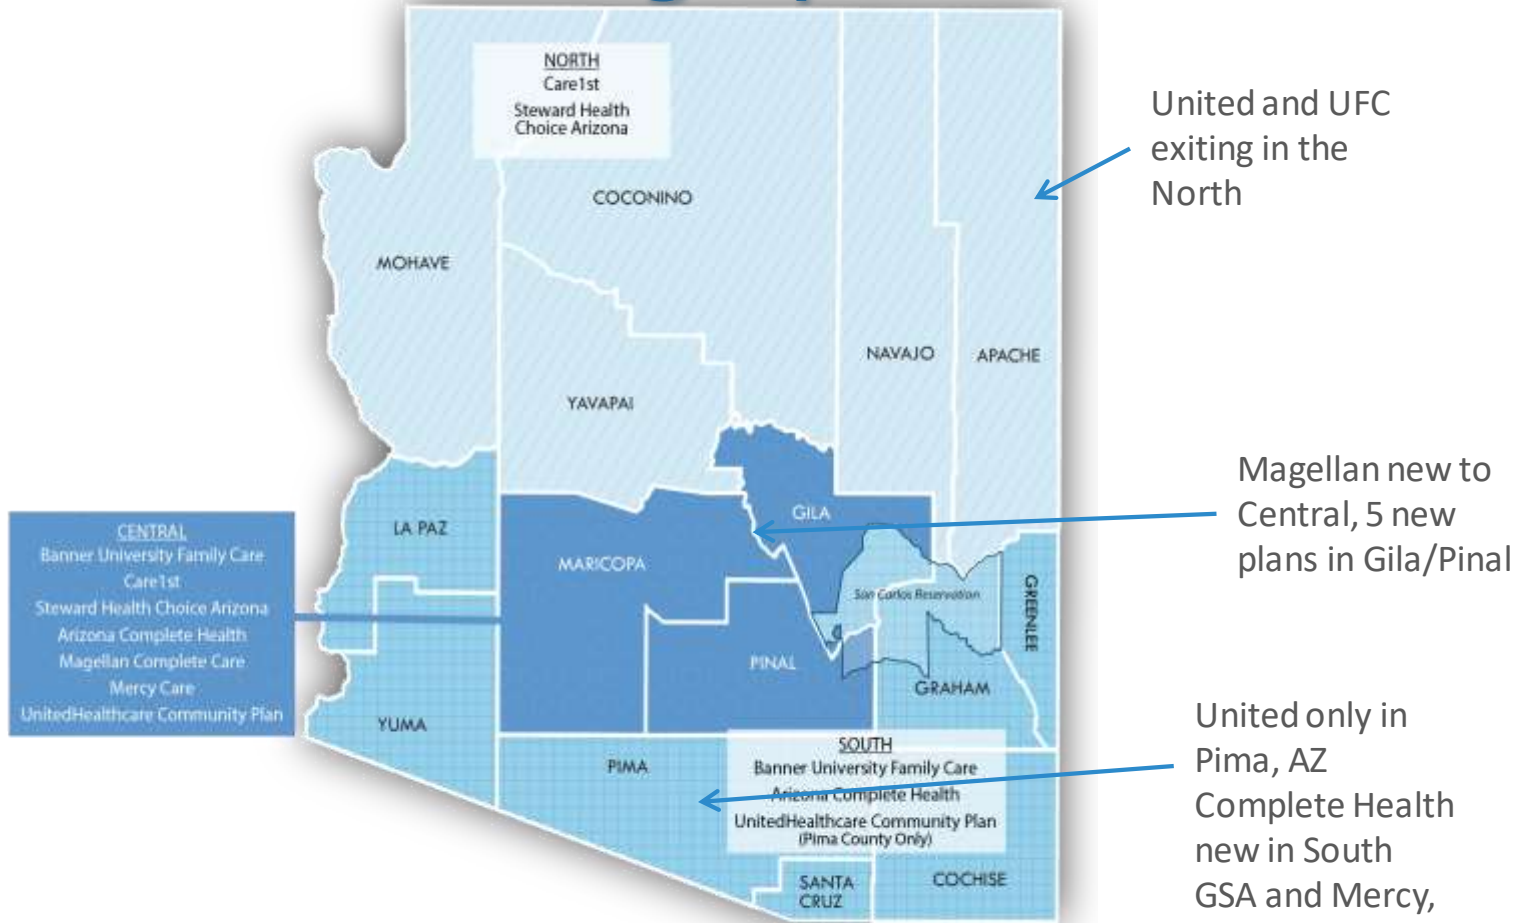 NORTH
Care1st
Steward Health
Choice Arizona
United and UFC
exiting in the
North
COCONINO
MOHAVE
NAVAJO
APACHE
YAVAPAI
Magellan new to
Central, 5 new
plans in Gila/Pinal
GILA
LA PAZ
MARICOPA
CENTRAL
Banner University Family Care
Care1st
Steward Health Choice Arizona
Arizona Complete Health
Magellan Complete Care
Mercy Care
UnitedHealthcare Community Plan
San Carlos Reservation
GREENLEE
PINAL
GRAHAM
YUMA
PIMA
SOUTH
Banner University Family Care
Arizona Complete Health
UnitedHealthcare Community Plan
(Pima County Only)
United only in
Pima, AZ
Complete Health
new in South
GSA and Mercy,
SANTA
CRUZ
COCHISE